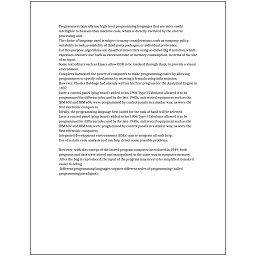 Programmes typically use high-level programming languages that are more easily
intelligible to humans than machine code, which is directly executed by the central
processing unit.
The choice of language used is subject to many considerations, such as company policy,
suitability to task, availability of third-party packages, or individual preference.
For this purpose, algorithms are classified into orders using so-called Big O notation, which
expresses resource use, such as execution time or memory consumption, in terms of the size
of an input.
Some text editors such as Emacs allow GDB to be invoked through them, to provide a visual
environment.
Compilers harnessed the power of computers to make programming easier by allowing
programmers to specify calculations by entering a formula using infix notation.
However, Charles Babbage had already written his first program for the Analytical Engine in
1837.
Later a control panel (plug board) added to his 1906 Type I Tabulator allowed it to be
programmed for different jobs, and by the late 1940s, unit record equipment such as the
IBM 602 and IBM 604, were programmed by control panels in a similar way, as were the
first electronic computers.
Ideally, the programming language best suited for the task at hand will be selected.
Later a control panel (plug board) added to his 1906 Type I Tabulator allowed it to be
programmed for different jobs, and by the late 1940s, unit record equipment such as the
IBM 602 and IBM 604, were programmed by control panels in a similar way, as were the
first electronic computers.
Integrated development environments (IDEs) aim to integrate all such help.
Use of a static code analysis tool can help detect some possible problems.
However, with the concept of the stored-program computer introduced in 1949, both
programs and data were stored and manipulated in the same way in computer memory.
After the bug is reproduced, the input of the program may need to be simplified to make it
easier to debug.
Different programming languages support different styles of programming (called
programming paradigms).